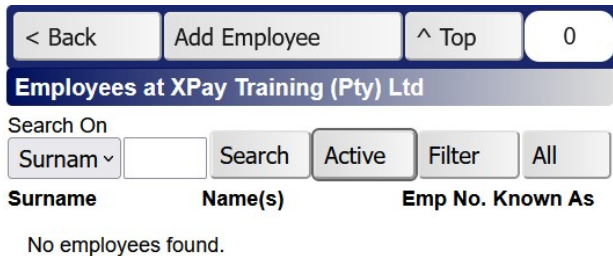 < Back Add Employee ^ Top 0
Employees at XPay Training (Pty) Ltd
Search On
Surnam Search Active Filter All
Surname Name(s) Emp No. Known As
No employees found.